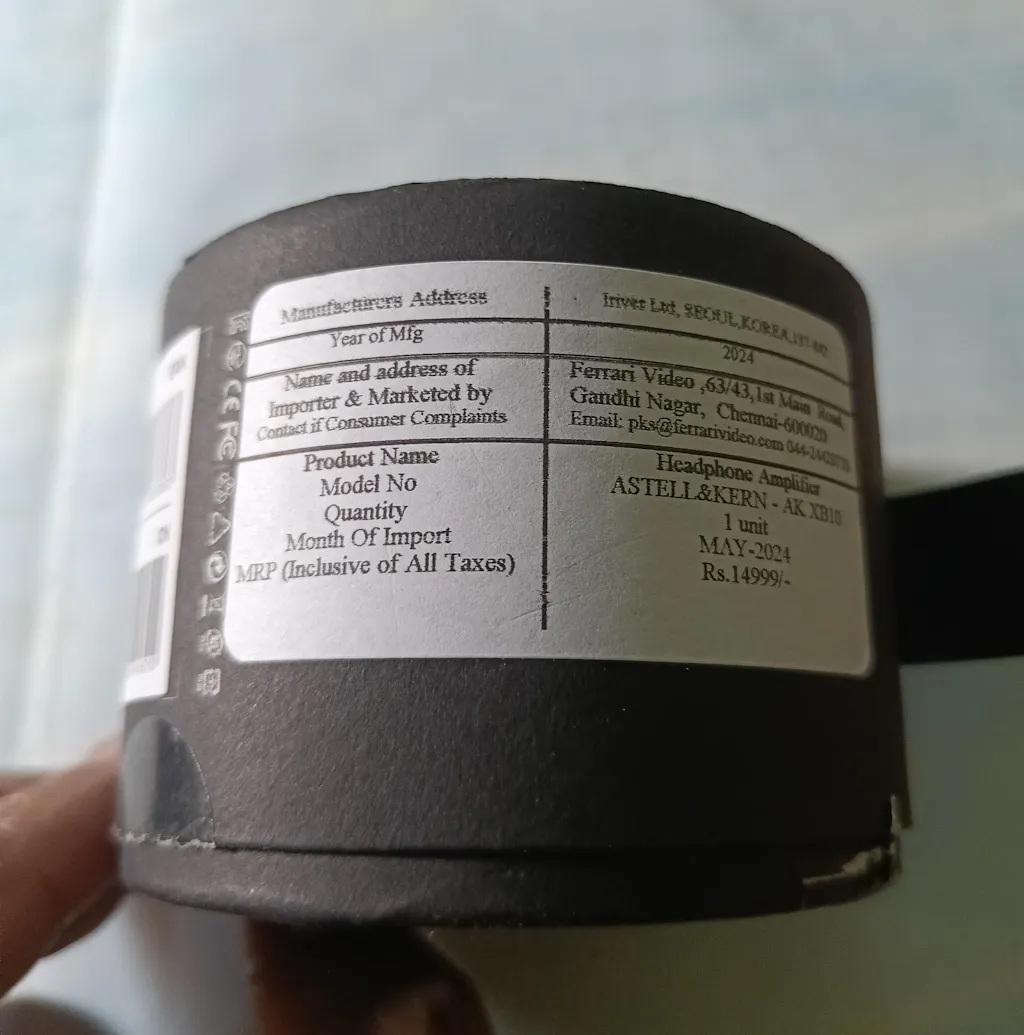 Manufacturers Address Iriver Ltd, SEOUL,KOREA,
Year of Mfg 2024
Name and address of
Importer & Marketed by
Contact if Consumer Complaints
Ferrari Video ,63/43,1st Main Road,
Gandhi Nagar, Chennai-600020
Email: pks@ferrarivideo.com
Product Name Headphone Amplifier
Model No ASTELL&KERN - AK XB10
Quantity 1 unit
Month Of Import MAY-2024
MRP (Inclusive of All Taxes) Rs.14999/-